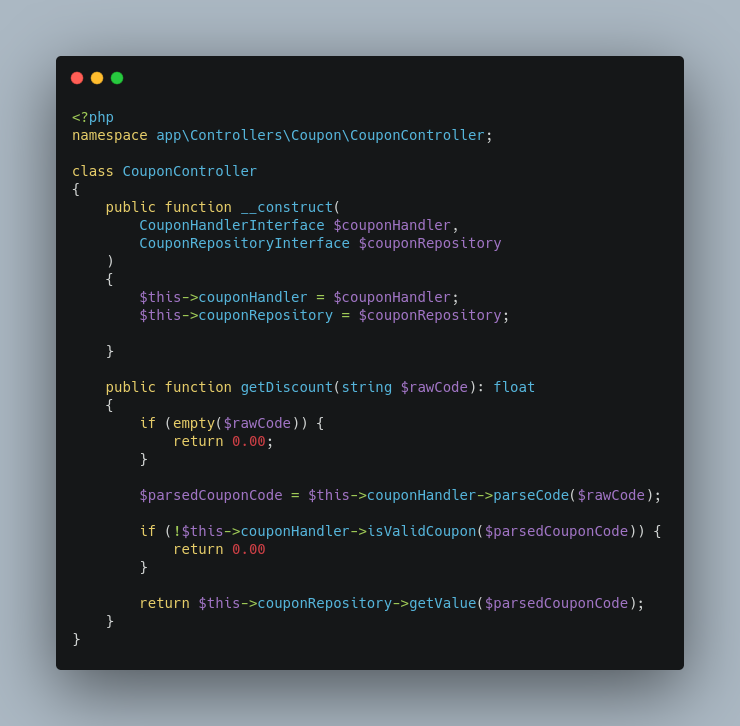 <?php
namespace app\Controllers\Coupon\CouponController;

class CouponController
{
    public function __construct(
        CouponHandlerInterface $couponHandler,
        CouponRepositoryInterface $couponRepository
    )
    {
        $this->couponHandler = $couponHandler;
        $this->couponRepository = $couponRepository;

    }

    public function getDiscount(string $rawCode): float
    {
        if (empty($rawCode)) {
            return 0.00;
        }

        $parsedCouponCode = $this->couponHandler->parseCode($rawCode);

        if (!$this->couponHandler->isValidCoupon($parsedCouponCode)) {
            return 0.00
        }

        return $this->couponRepository->getValue($parsedCouponCode);
    }
}